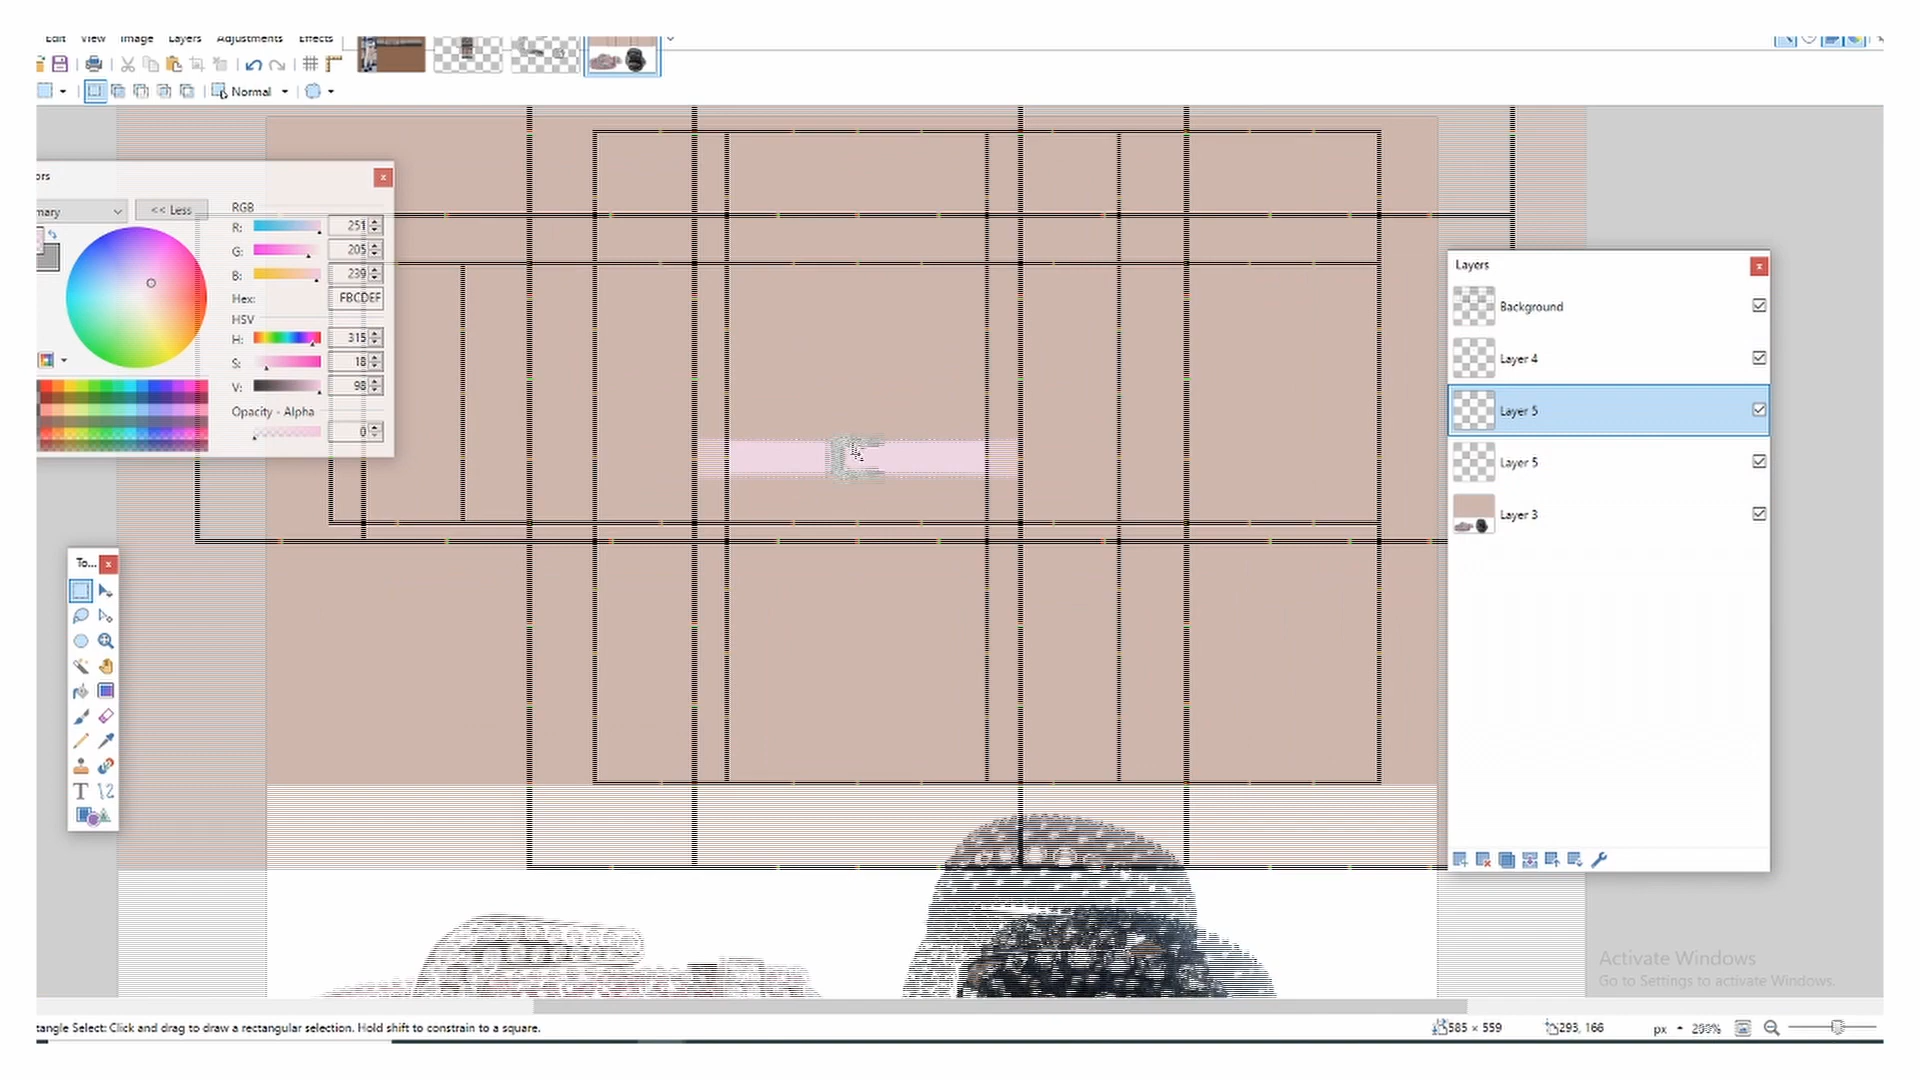 Edit View Image Layers Adjustments Effects
Normal
ors
mary
<< Less
RGB
R: 251
G: 205
B: 239
Hex: FBCDEF
HSV
H: 315
S: 18
V: 98
Opacity - Alpha
0
Layers
Background
Layer 4
Layer 5
Layer 5
Layer 3
To...
Activate Windows
Go to Settings to activate Windows.
tangle Select: Click and drag to draw a rectangular selection. Hold shift to constrain to a square.
585 × 559
293, 166
px
200%